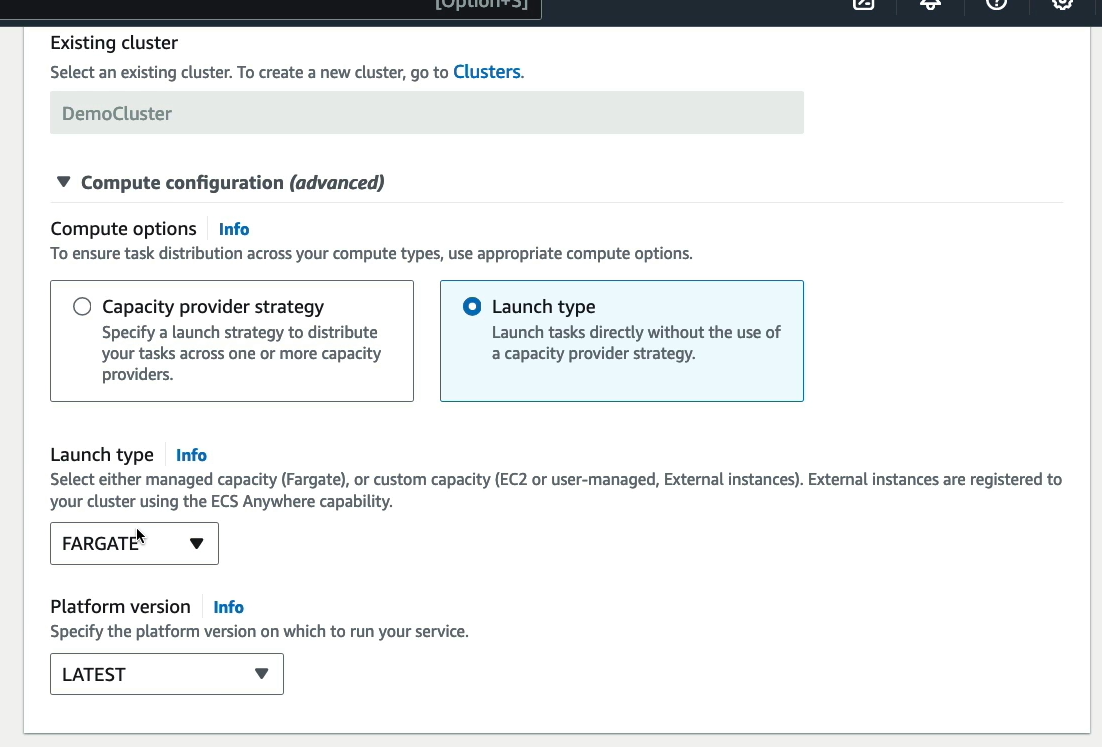 [Option+S]
Existing cluster
Select an existing cluster. To create a new cluster, go to Clusters.
DemoCluster
Compute configuration (advanced)
Compute options Info
To ensure task distribution across your compute types, use appropriate compute options.
Capacity provider strategy
Specify a launch strategy to distribute
your tasks across one or more capacity
providers.
Launch type
Launch tasks directly without the use of
a capacity provider strategy.
Launch type Info
Select either managed capacity (Fargate), or custom capacity (EC2 or user-managed, External instances). External instances are registered to
your cluster using the ECS Anywhere capability.
FARGATE
Platform version Info
Specify the platform version on which to run your service.
LATEST